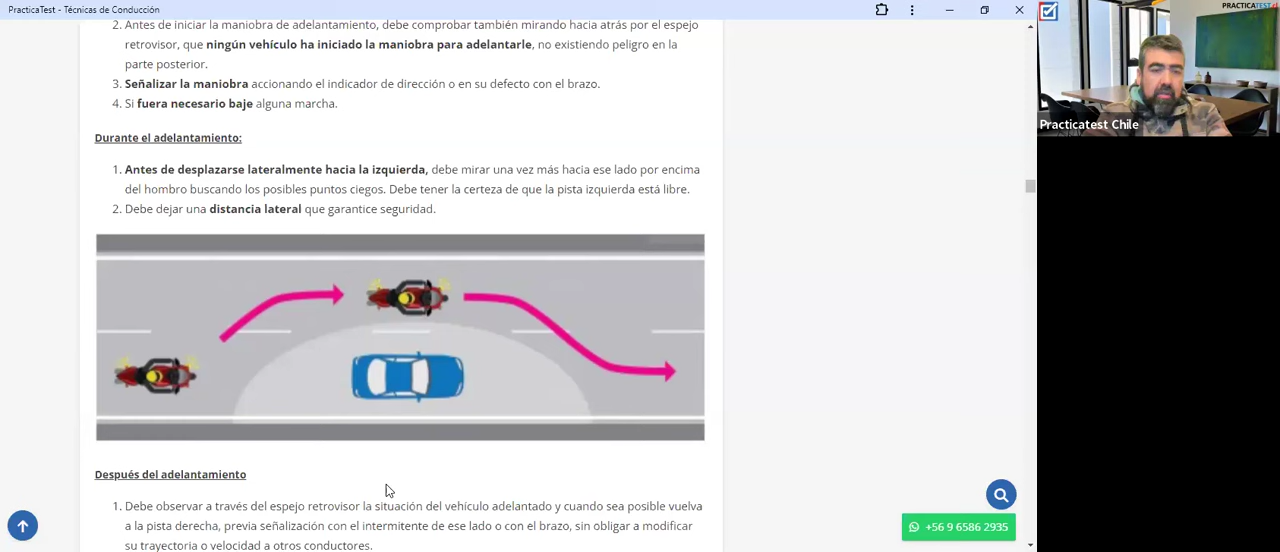 PracticaTest - Técnicas de Conducción
PRACTICATEST.cl
2. Antes de iniciar la maniobra de adelantamiento, debe comprobar también mirando hacia atrás por el espejo
retrovisor, que ningún vehículo ha iniciado la maniobra para adelantarle, no existiendo peligro en la
parte posterior.
3. Señalizar la maniobra accionando el indicador de dirección o en su defecto con el brazo.
4. Si fuera necesario baje alguna marcha.
Practicatest Chile
Durante el adelantamiento:
1. Antes de desplazarse lateralmente hacia la izquierda, debe mirar una vez más hacia ese lado por encima
del hombro buscando los posibles puntos ciegos. Debe tener la certeza de que la pista izquierda está libre.
2. Debe dejar una distancia lateral que garantice seguridad.
Después del adelantamiento
1. Debe observar a través del espejo retrovisor la situación del vehículo adelantado y cuando sea posible vuelva
a la pista derecha, previa señalización con el intermitente de ese lado o con el brazo, sin obligar a modificar
su trayectoria o velocidad a otros conductores.
+56 9 6586 2935